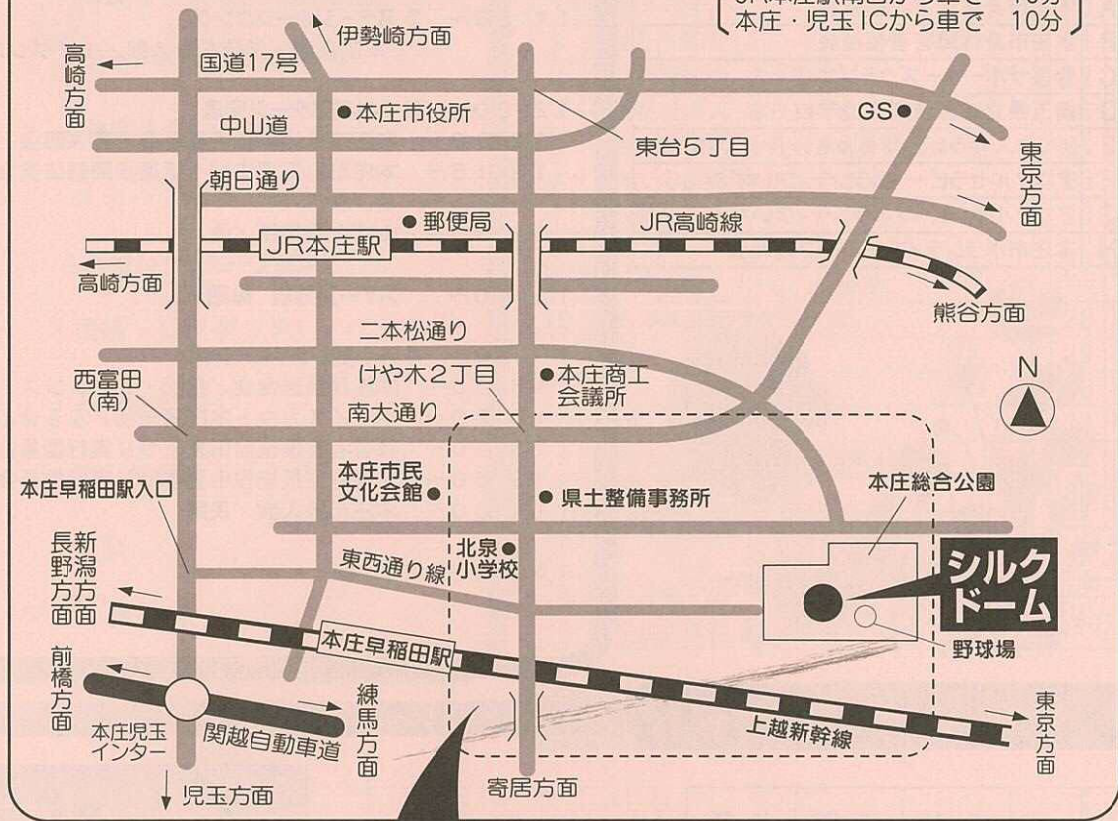 本庄・児玉ICから車で 10分
伊勢崎方面
高崎方面
国道17号
本庄市役所
GS
中山道
東台5丁目
東京方面
朝日通り
郵便局
JR高崎線
JR本庄駅
高崎方面
熊谷方面
二本松通り
N
西富田
(南)
けや木2丁目
本庄商工
会議所
南大通り
本庄早稲田駅入口
本庄市民
文化会館
県土整備事務所
本庄総合公園
新潟方面
長野方面
北泉
小学校
東西通り線
シルク
ドーム
野球場
本庄早稲田駅
前橋方面
練馬方面
本庄児玉
インター
関越自動車道
上越新幹線
東京方面
寄居方面
児玉方面